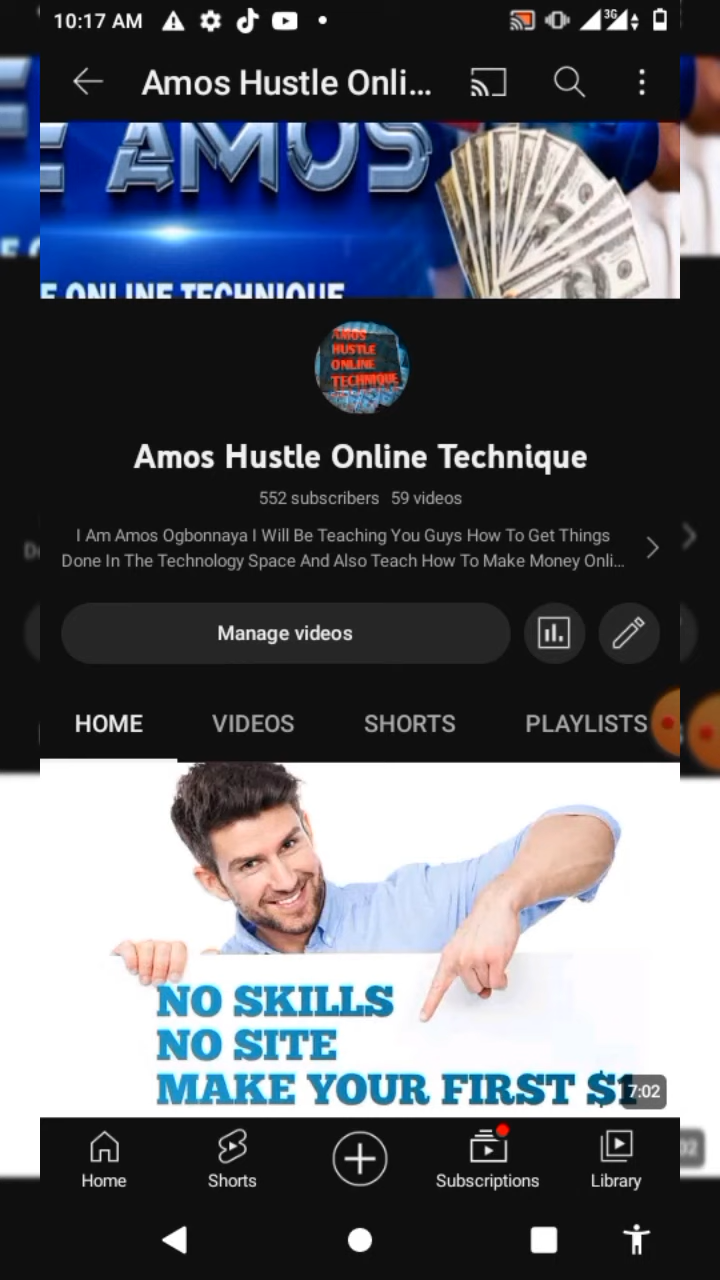 10:17 AM
3G
Amos Hustle Onli...
E AMOS
E ONLINE TECHNIQUE
AMOS
HUSTLE
ONLINE
TECHNIQUE
Amos Hustle Online Technique
552 subscribers 59 videos
I Am Amos Ogbonnaya I Will Be Teaching You Guys How To Get Things
Done In The Technology Space And Also Teach How To Make Money Onli...
Manage videos
HOME VIDEOS SHORTS PLAYLISTS
NO SKILLS
NO SITE
MAKE YOUR FIRST $1
7:02
Home Shorts Subscriptions Library